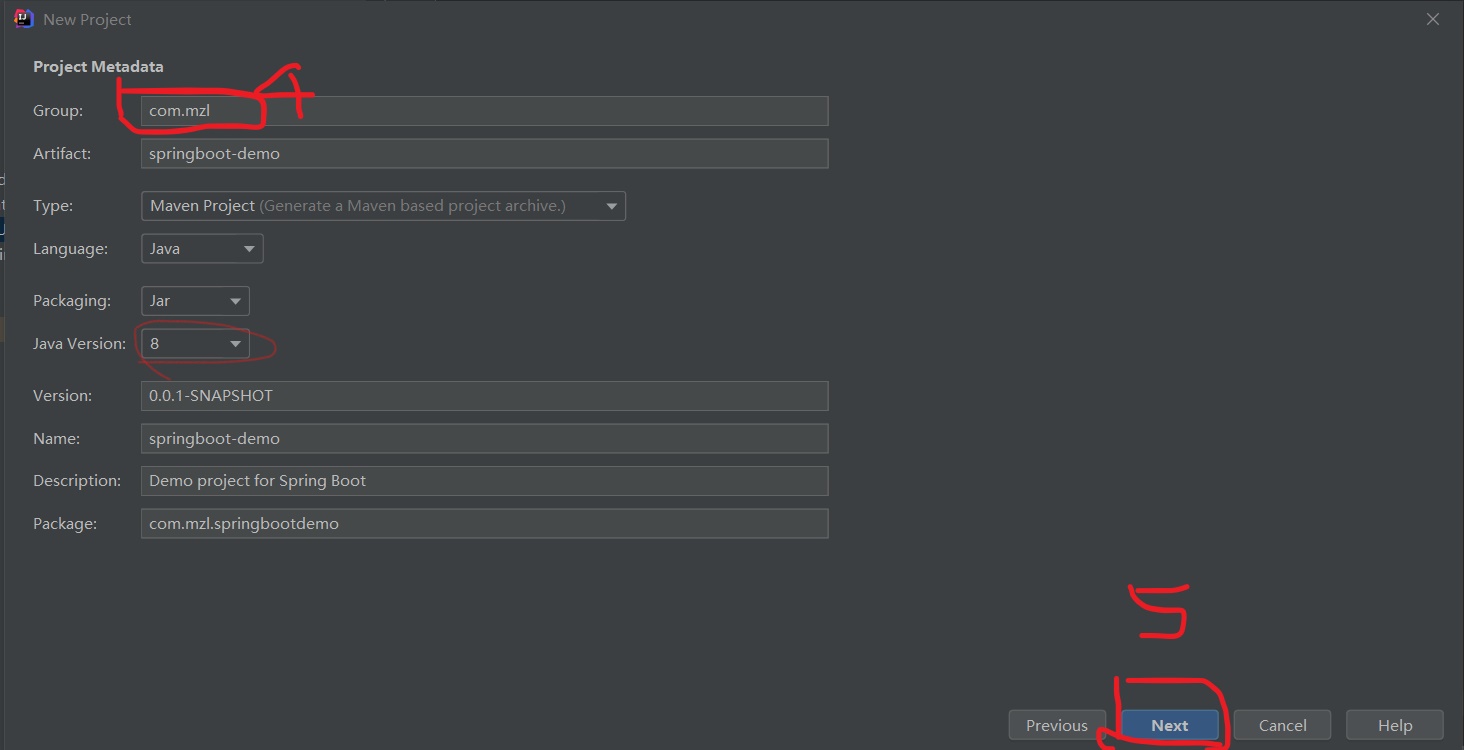 New Project
Project Metadata
4
Group: com.mzl
Artifact: springboot-demo
Type: Maven Project (Generate a Maven based project archive.)
Language: Java
Packaging: Jar
Java Version: 8
Version: 0.0.1-SNAPSHOT
Name: springboot-demo
Description: Demo project for Spring Boot
Package: com.mzl.springbootdemo
5
Previous Next Cancel Help